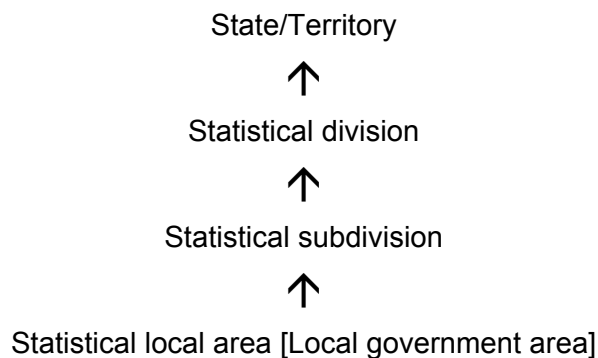 State/Territory
Statistical division
Statistical subdivision
Statistical local area [Local government area]